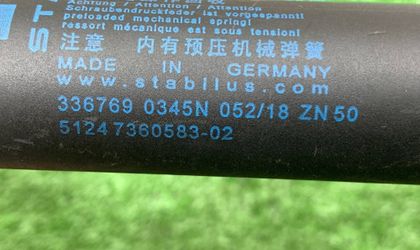 STA
Achtung / Attention / Attention
Schraubendruckfeder ist vorgespannt!
preloaded mechanical spring!
ressort mécanique est sous tension!
注意 内有预压机械弹簧
MADE IN GERMANY
www.stabilus.com
336769 0345N 052/18 ZN50
51247360583-02